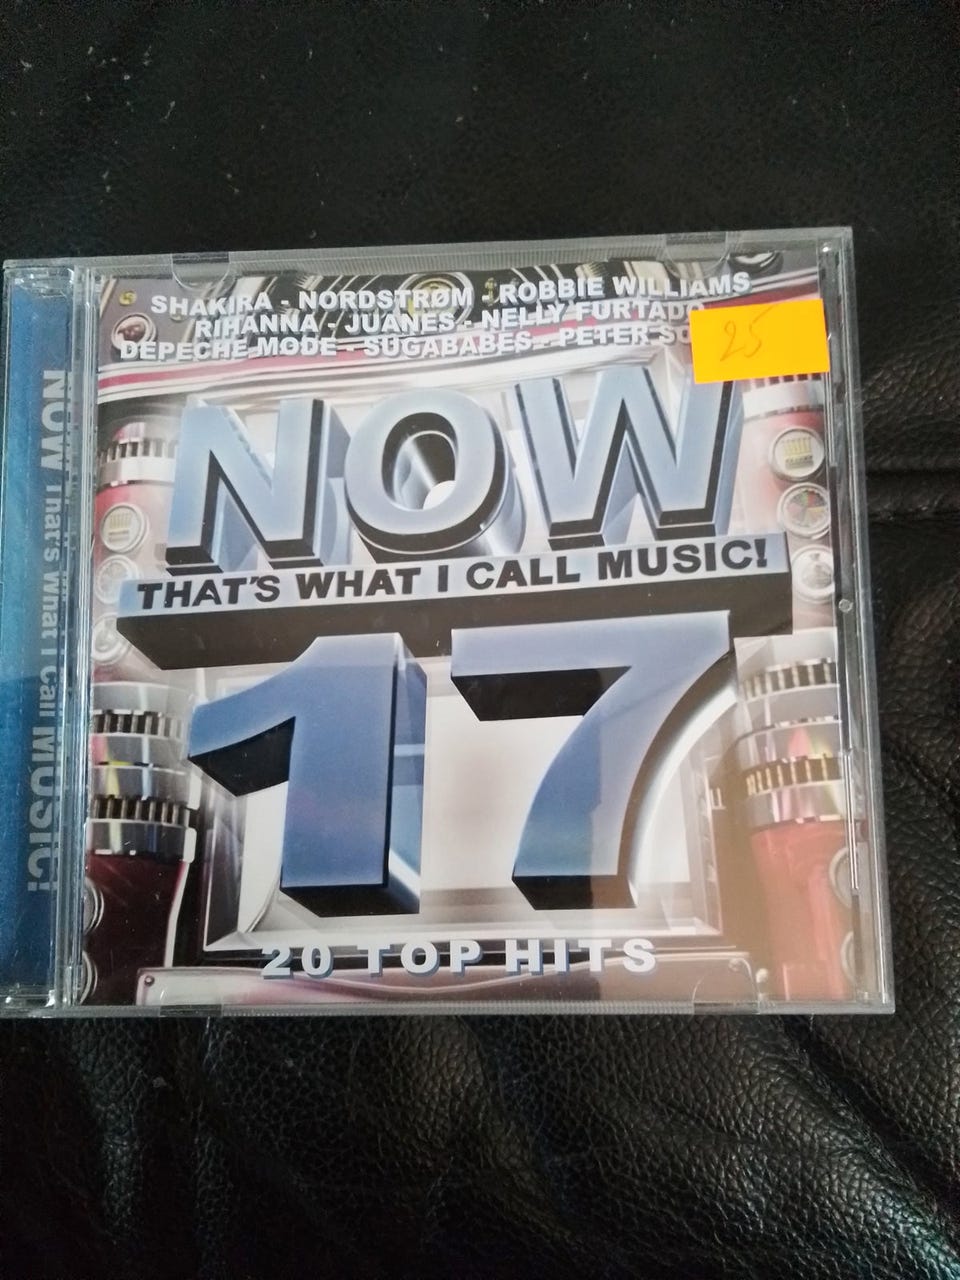 SHAKIRA - NORDSTRØM - ROBBIE WILLIAMS
RIHANNA - JUANES - NELLY FURTADO
DEPECHE MODE - SUGABABES - PETER
25
NOW
THAT'S WHAT I CALL MUSIC!
17
20 TOP HITS
NOW That's What I Call MUSIC!